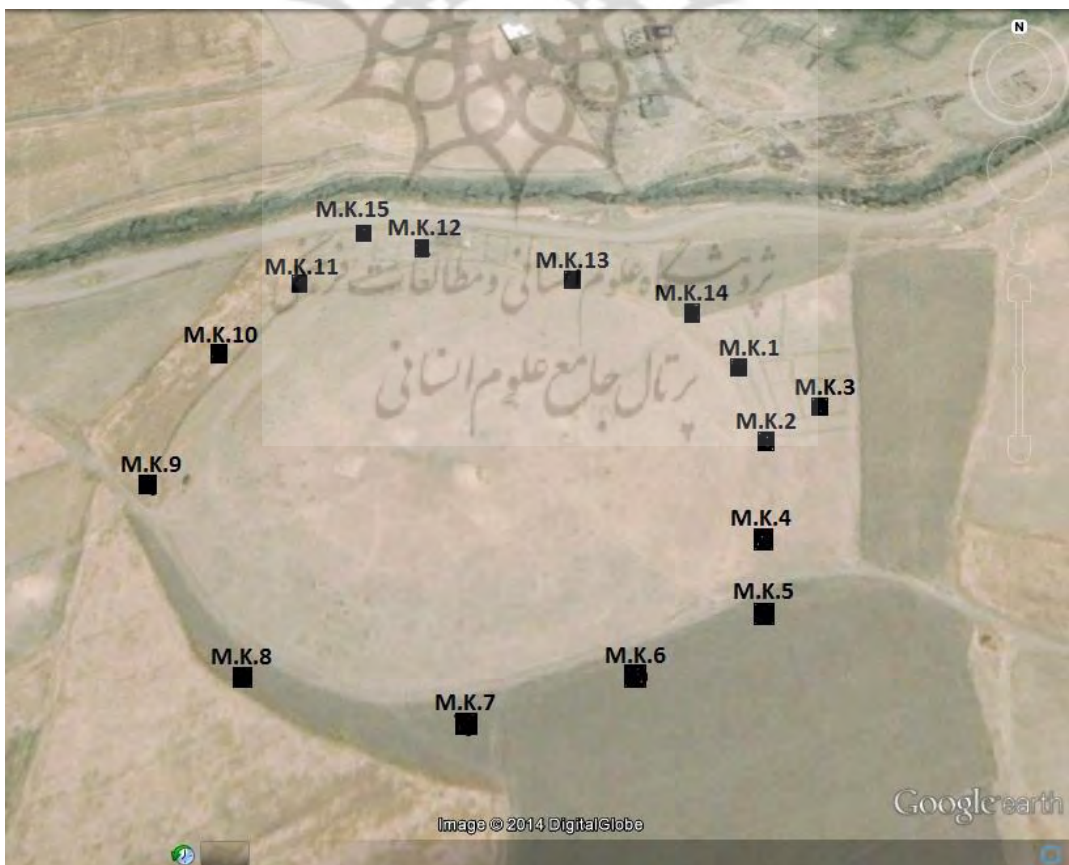 N
M.K.15
M.K.12
M.K.11
M.K.13
M.K.14
M.K.10
M.K.1
M.K.3
M.K.2
M.K.9
M.K.4
M.K.5
M.K.8
M.K.6
M.K.7
پژوهشگاه علوم انسانی و مطالعات فرهنگی
پرتال جامع علوم انسانی
Google earth
Image © 2014 DigitalGlobe